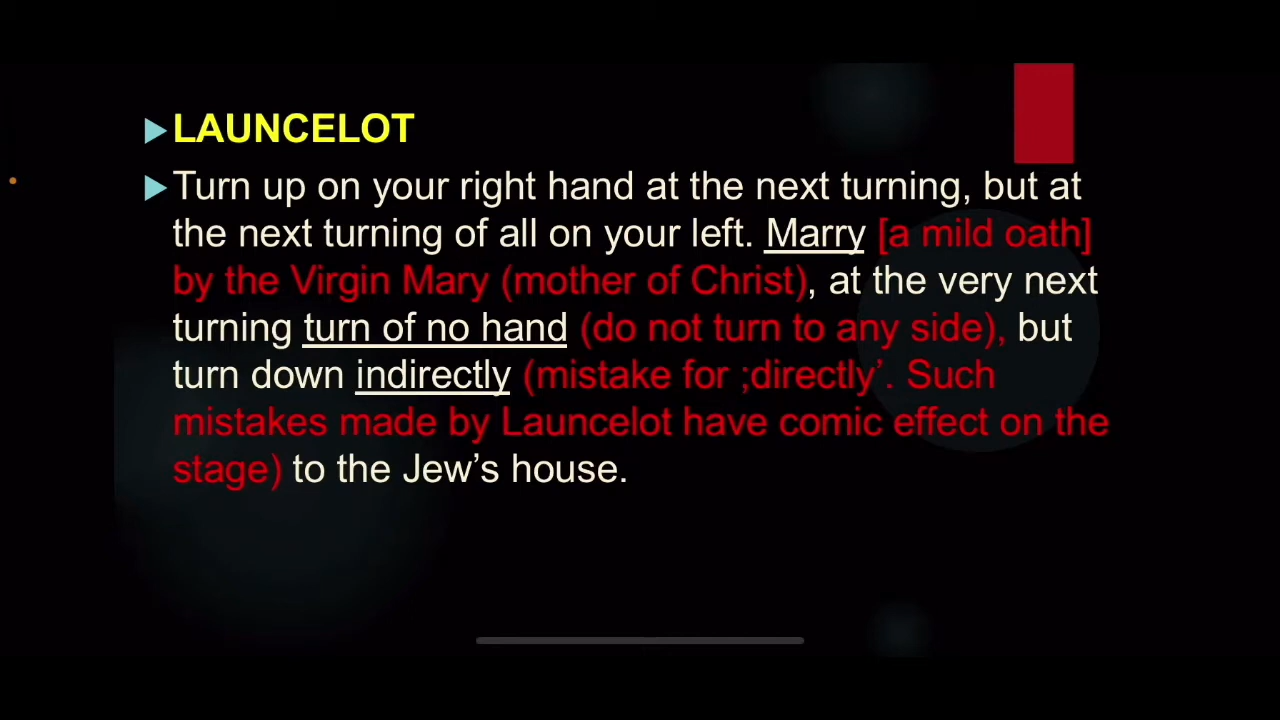 LAUNCELOT
Turn up on your right hand at the next turning, but at
the next turning of all on your left. Marry [a mild oath]
by the Virgin Mary (mother of Christ), at the very next
turning turn of no hand (do not turn to any side), but
turn down indirectly (mistake for ;directly’. Such
mistakes made by Launcelot have comic effect on the
stage) to the Jew’s house.